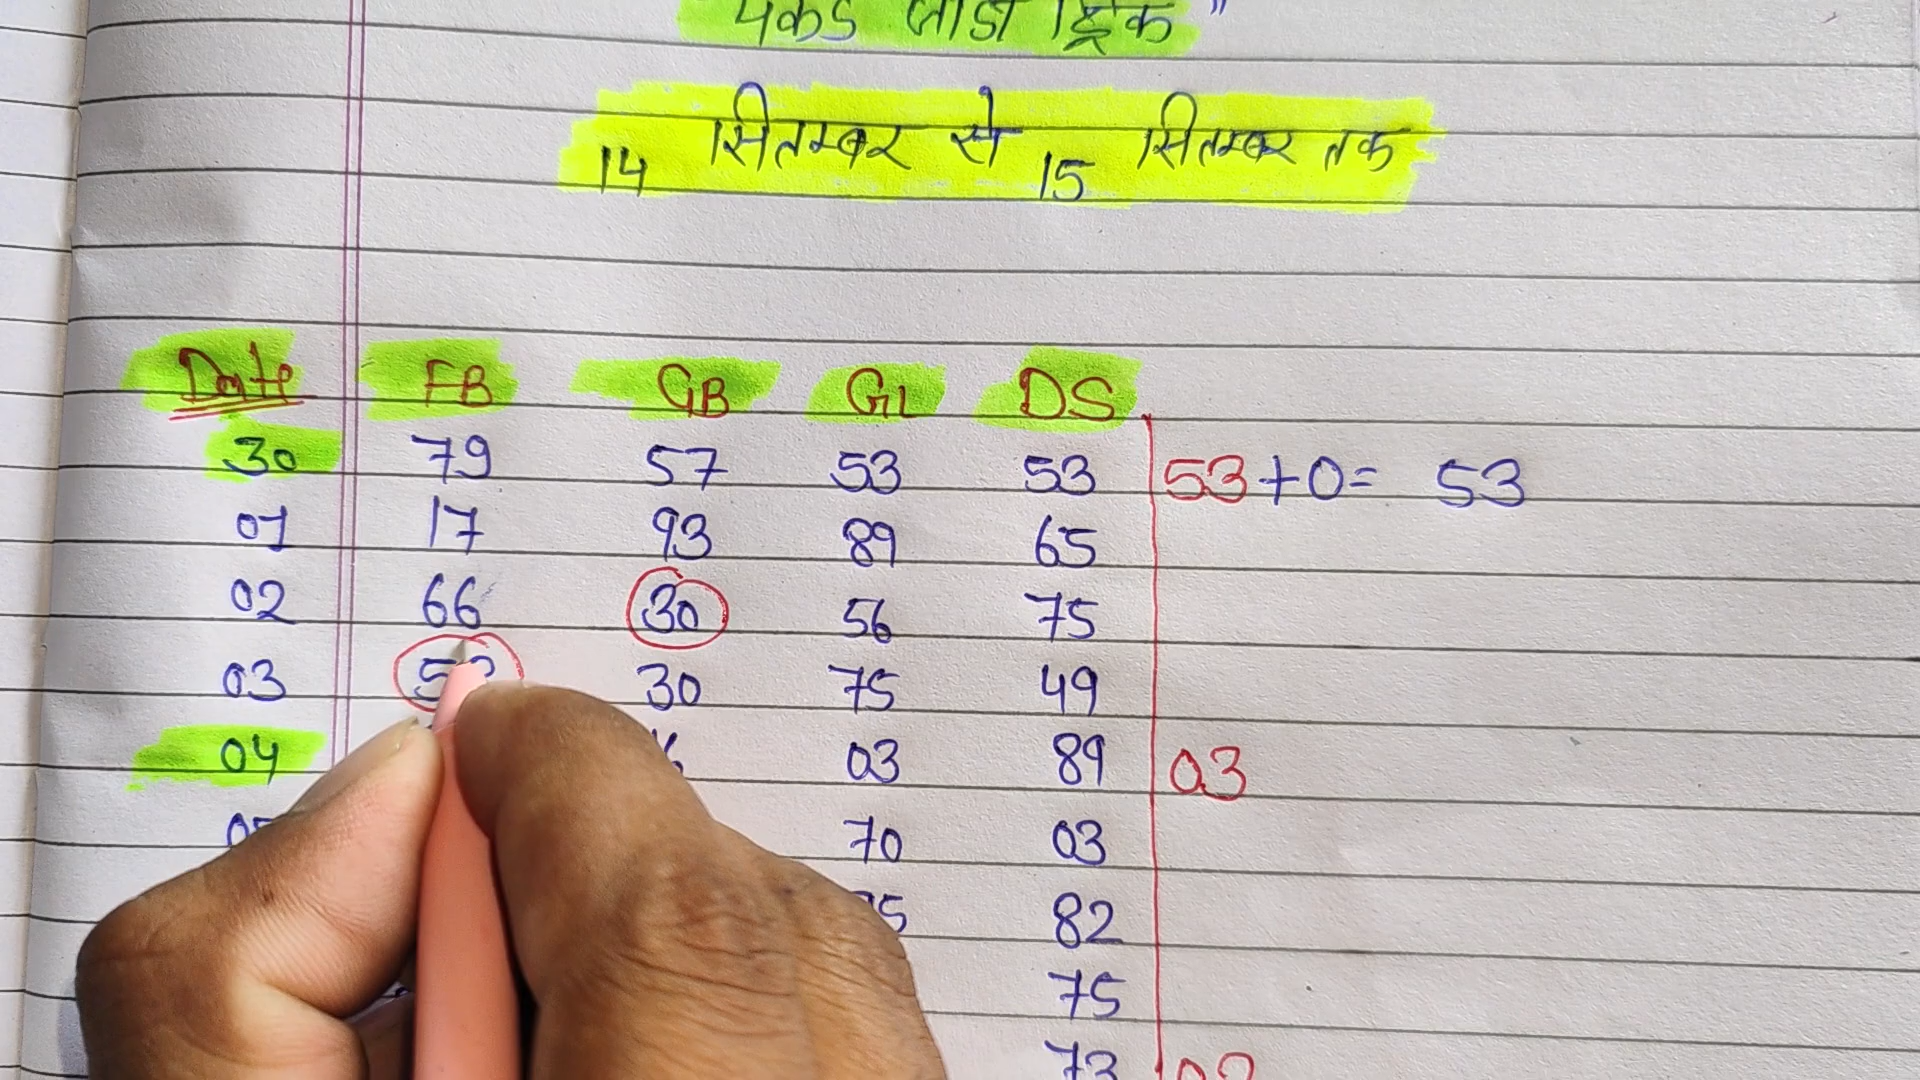 जोडी ट्रिक"
14 सितम्बर से 15 सितम्बर तक
Date FB GB GL DS
30 79 57 53 53 53+0= 53
01 17 93 89 65
02 66 30 56 75
03 53 30 75 49
04 03 89 03
70 03
82
75
73